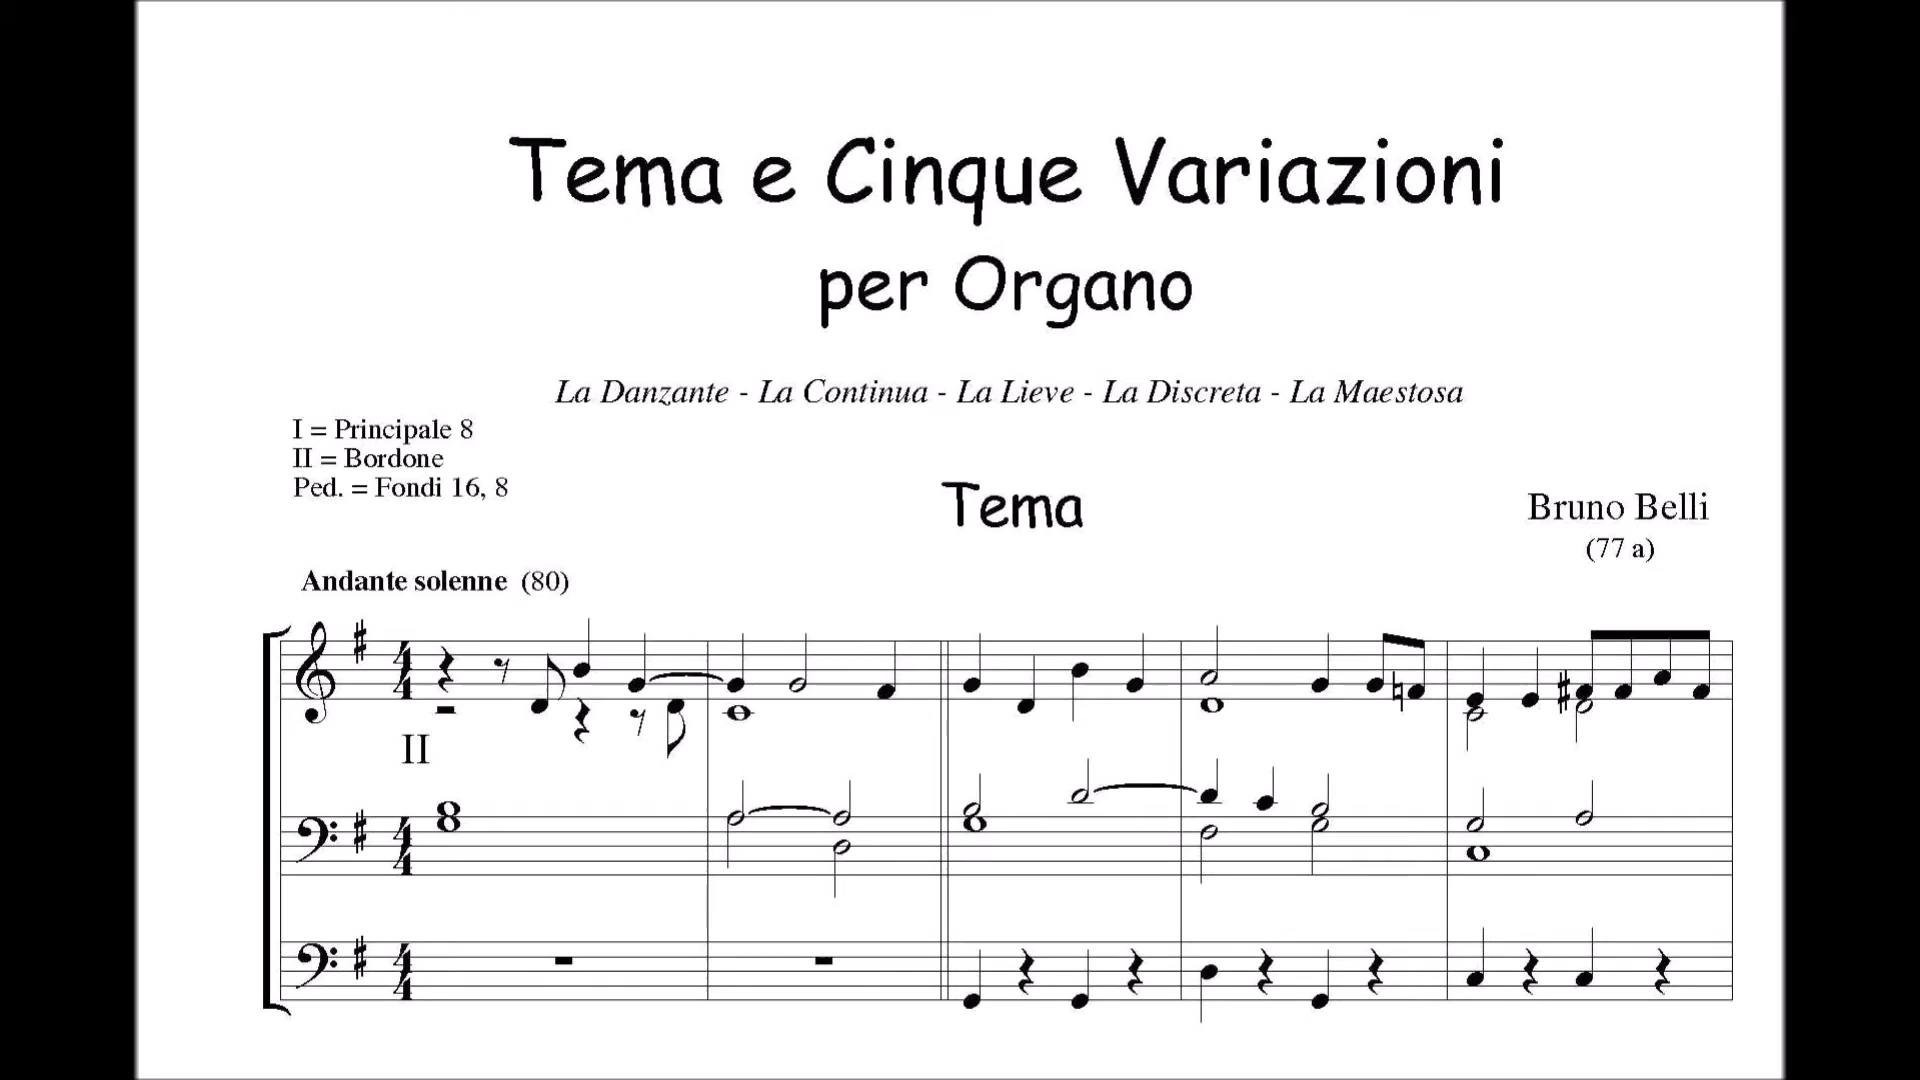 Tema e Cinque Variazioni
per Organo
La Danzante - La Continua - La Lieve - La Discreta - La Maestosa
I = Principale 8
II = Bordone
Ped. = Fondi 16, 8
Tema
Bruno Belli
(77 a)
Andante solenne (80)
II